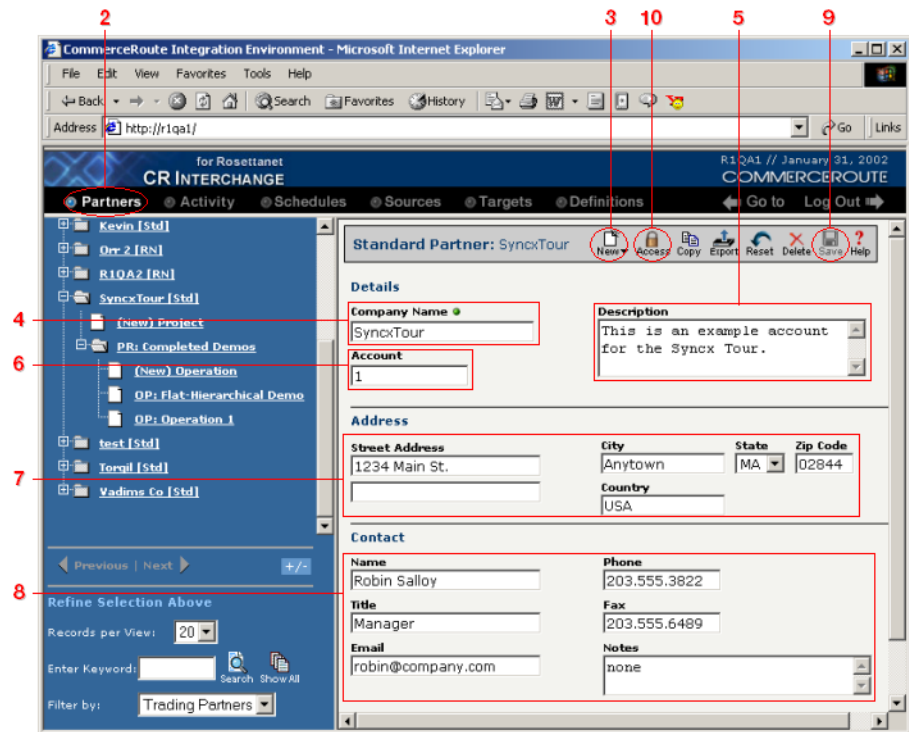 2 3 10 5 9
CommerceRoute Integration Environment - Microsoft Internet Explorer
File Edit View Favorites Tools Help
Back Search Favorites History
Address http://r1qa1/ Go Links
for Rosettanet
CR INTERCHANGE
R1QA1 // January 31, 2002
COMMERCEROUTE
Partners Activity Schedules Sources Targets Definitions Go to Log Out
Kevin [Std]
Orr 2 [RN]
R1QA2 [RN]
SyncxTour [Std]
(New) Project
PR: Completed Demos
(New) Operation
OP: Flat-Hierarchical Demo
OP: Operation 1
test [Std]
Torgil [Std]
Vadims Co [Std]
Previous | Next +/-
Refine Selection Above
Records per View: 20
Enter Keyword: Search Show All
Filter by: Trading Partners
Standard Partner: SyncxTour
New Access Copy Export Reset Delete Save Help
Details
4
Company Name
SyncxTour
Description
This is an example account
for the Syncx Tour.
6
Account
1
Address
7
Street Address
1234 Main St.
City State Zip Code
Anytown MA 02844
Country
USA
Contact
8
Name
Robin Salloy
Phone
203.555.3822
Title
Manager
Fax
203.555.6489
Email
robin@company.com
Notes
none